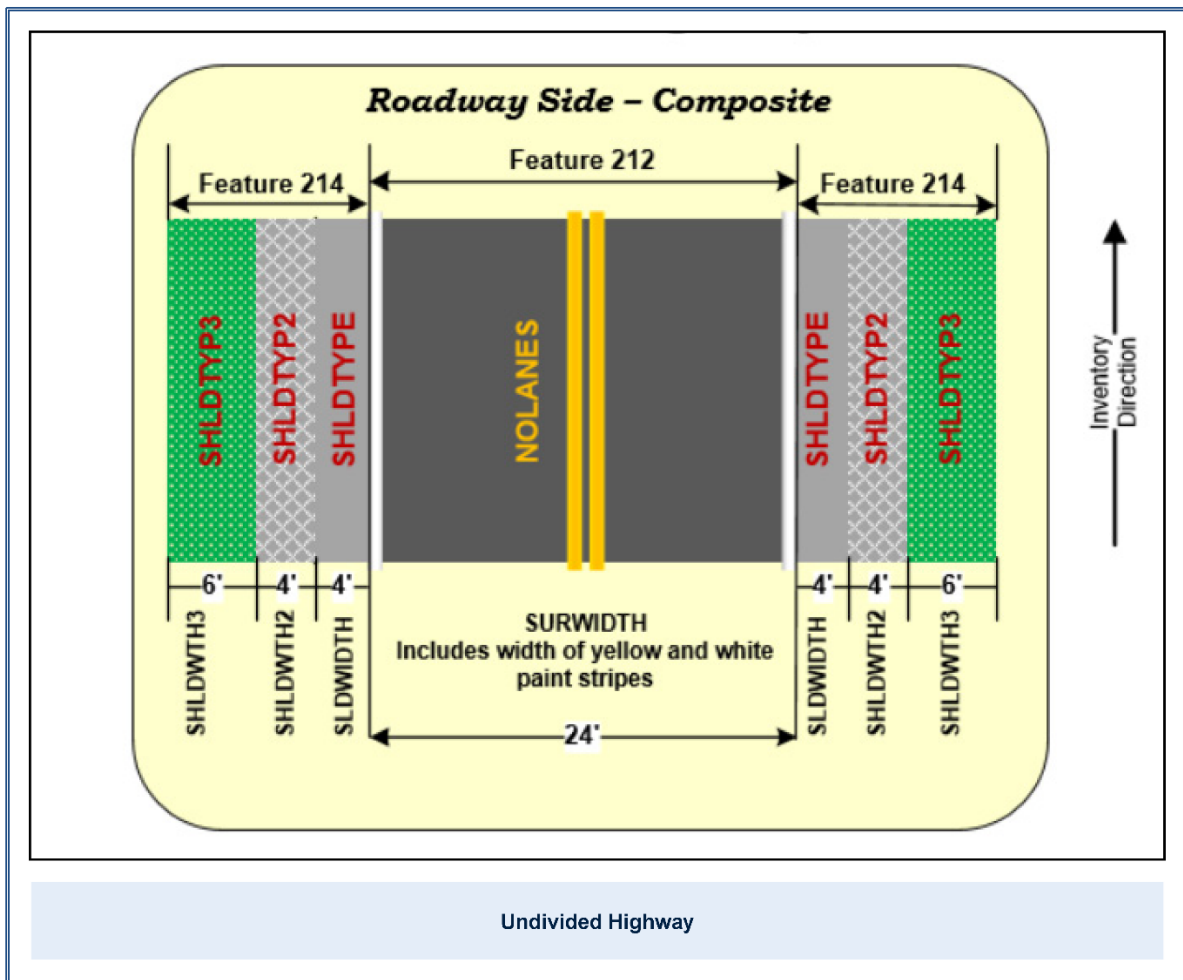 Roadway Side – Composite
Feature 212
Feature 214
Feature 214
SHLDTYP3
SHLDTYP2
SHLDTYPE
NOLANES
SHLDTYPE
SHLDTYP2
SHLDTYP3
Inventory
Direction
6'
4'
4'
4'
4'
6'
SHLDWTH3
SHLDWTH2
SLDWIDTH
SURWIDTH
Includes width of yellow and white
paint stripes
SLDWIDTH
SHLDWTH2
SHLDWTH3
24'
Undivided Highway